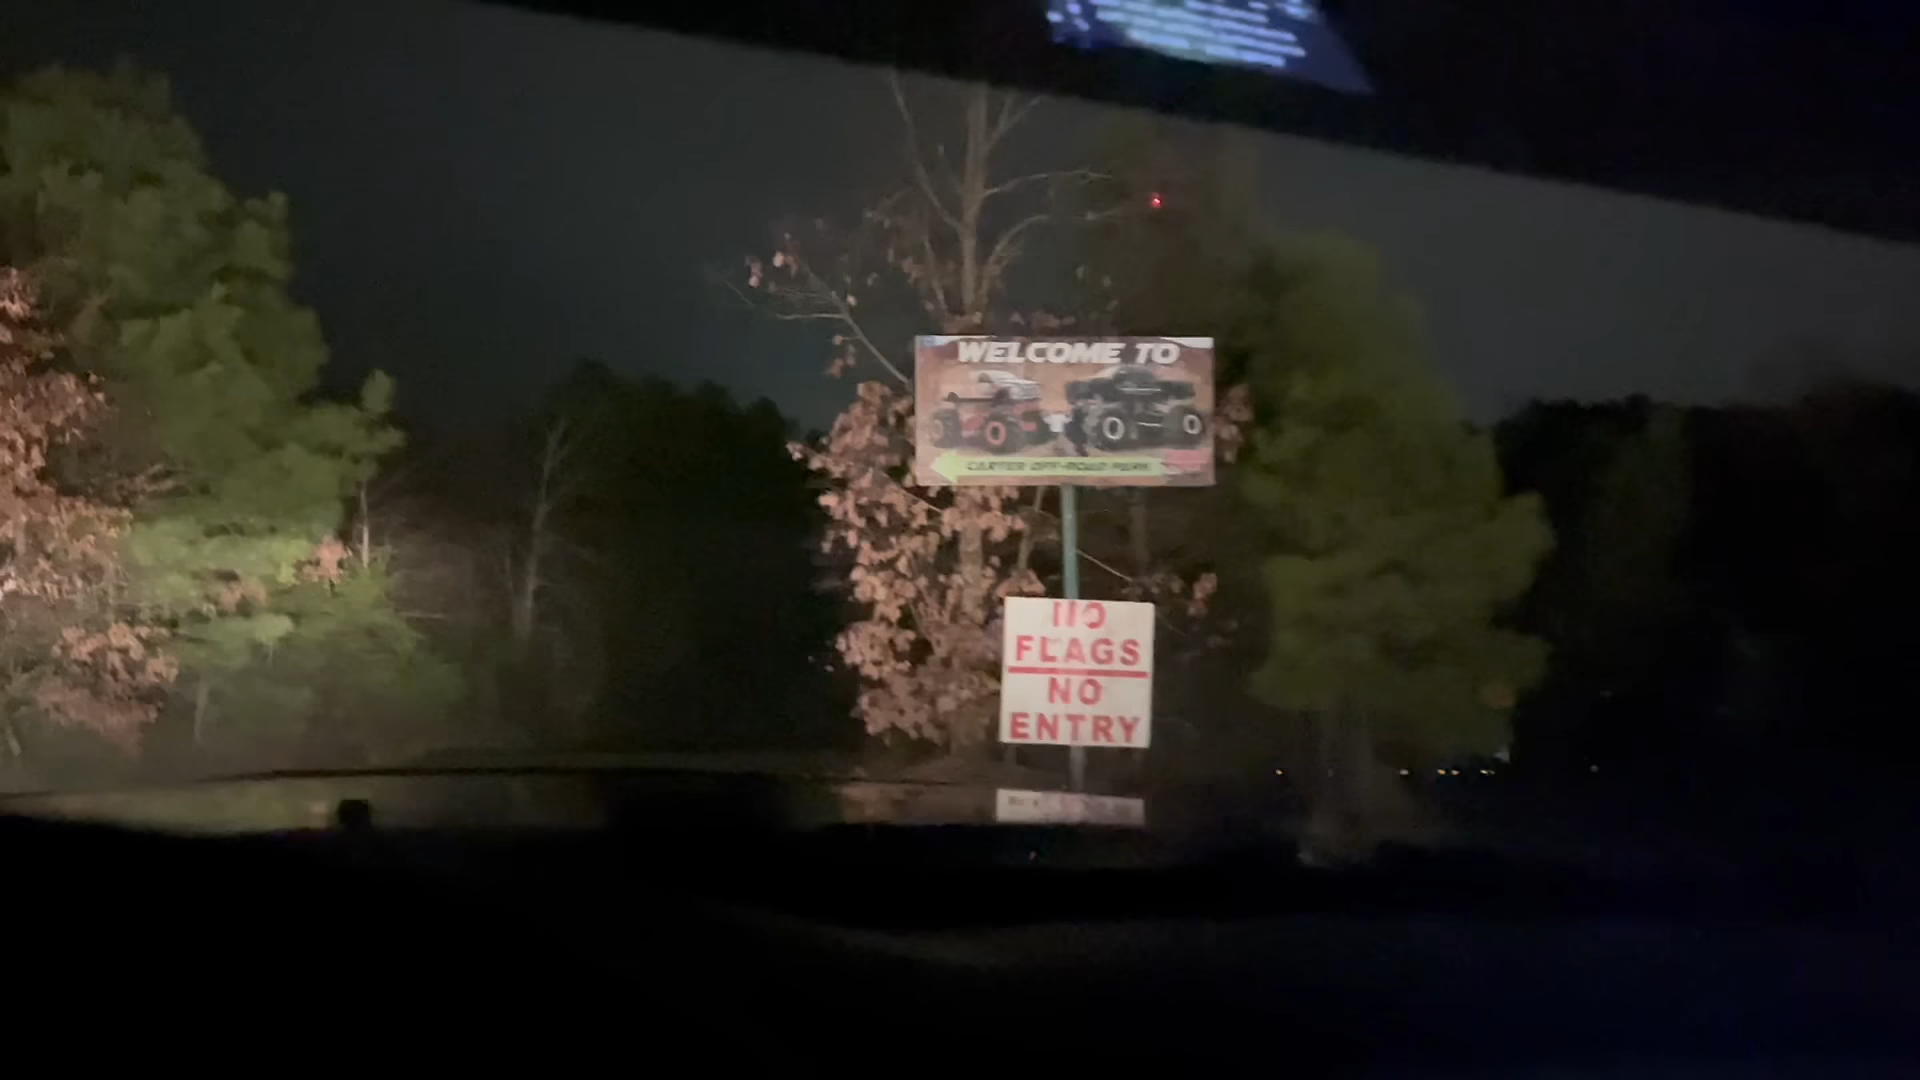 WELCOME TO
CARTER OFF-ROAD PARK
NO
FLAGS
NO
ENTRY